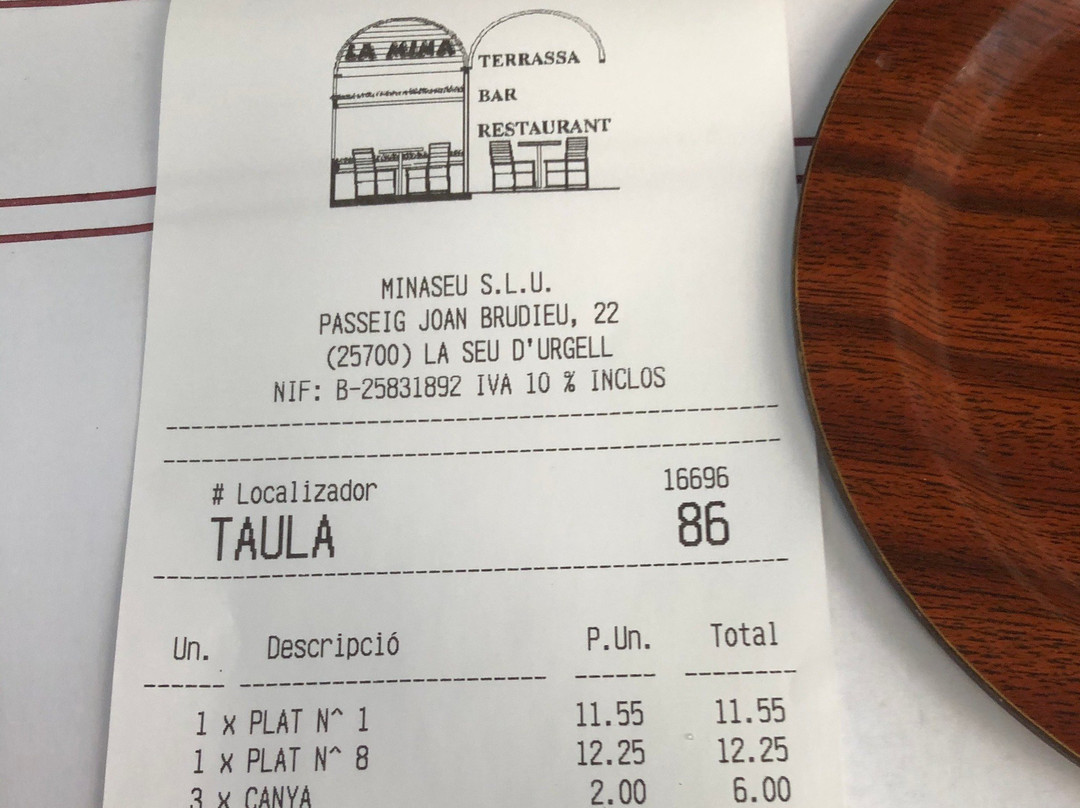 LA MINA
TERRASSA
BAR
RESTAURANT
MINASEU S.L.U.
PASSEIG JOAN BRUDIEU, 22
(25700) LA SEU D'URGELL
NIF: B-25831892 IVA 10 % INCLOS
# Localizador 16696
TAULA 86
Un. Descripció P.Un. Total
1 x PLAT N^ 1 11.55 11.55
1 x PLAT N^ 8 12.25 12.25
3 x CANYA 2.00 6.00